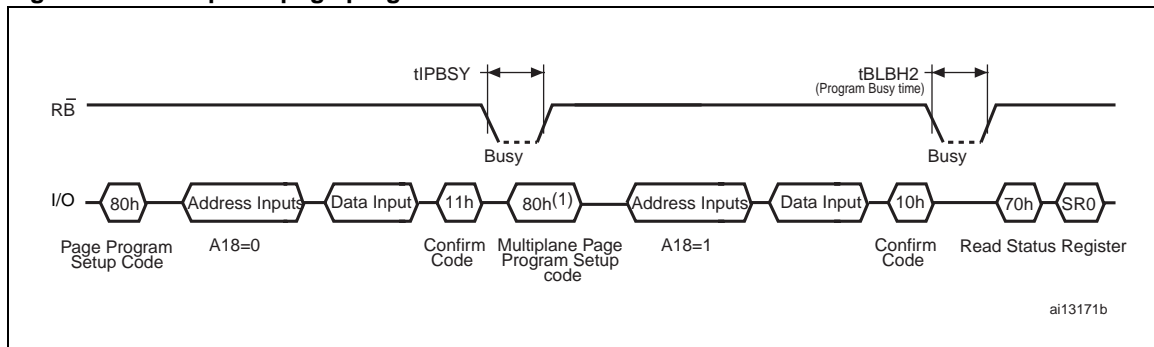 tIPBSY
tBLBH2
(Program Busy time)
RB̅
Busy
Busy
I/O
80h
Address Inputs
Data Input
11h
80h(1)
Address Inputs
Data Input
10h
70h
SR0
Page Program
Setup Code
A18=0
Confirm
Code
Multiplane Page
Program Setup
code
A18=1
Confirm
Code
Read Status Register
ai13171b